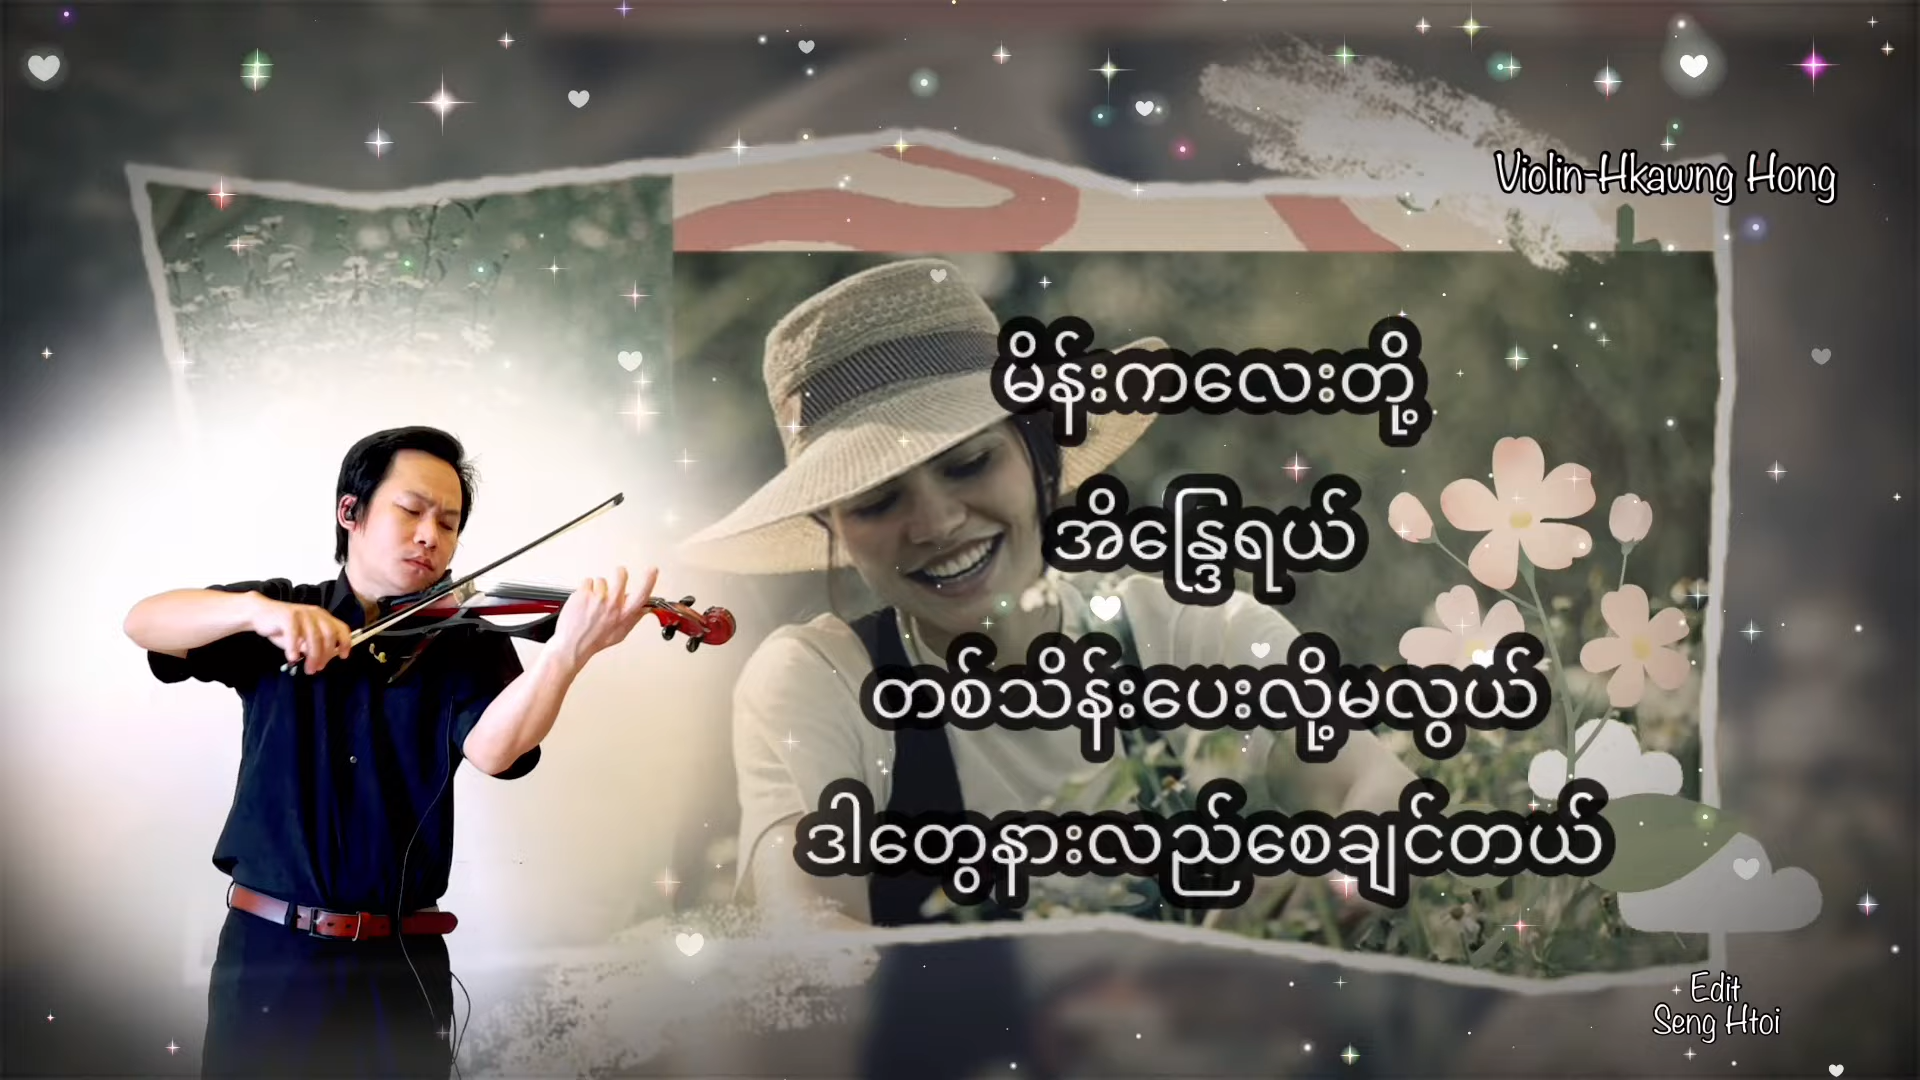 Violin-Hkawng Hong
မိန်းကလေးတို့
အိန္ဒြေရယ်
တစ်သိန်းပေးလို့မလွယ်
ဒါတွေနားလည်စေချင်တယ်
Edit
Seng Htoi